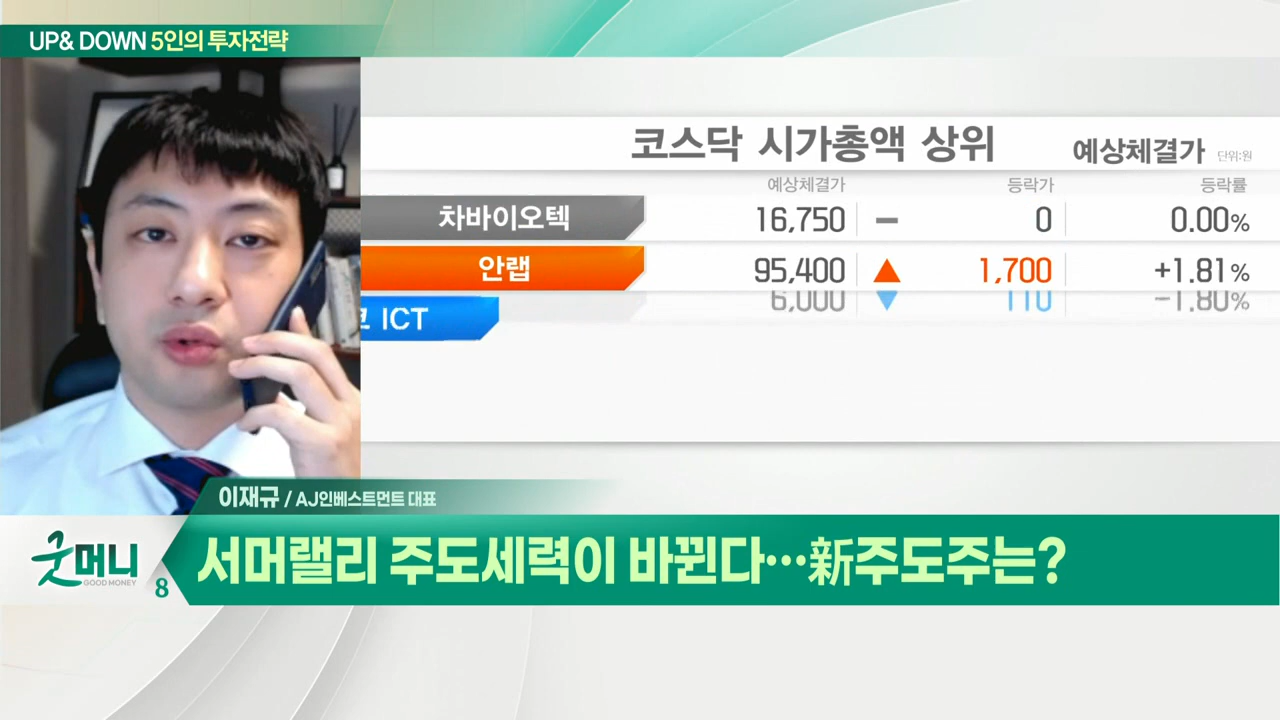 UP& DOWN 5인의 투자전략
코스닥 시가총액 상위 예상체결가 단위:원
예상체결가 등락가 등락률
차바이오텍 16,750 0 0.00%
안랩 95,400 ▲ 1,700 +1.81%
ICT 6,000 ▼ 110 -1.80%
이재규 / AJ인베스트먼트 대표
굿머니
GOOD MONEY
8
서머랠리 주도세력이 바뀐다…新주도주는?